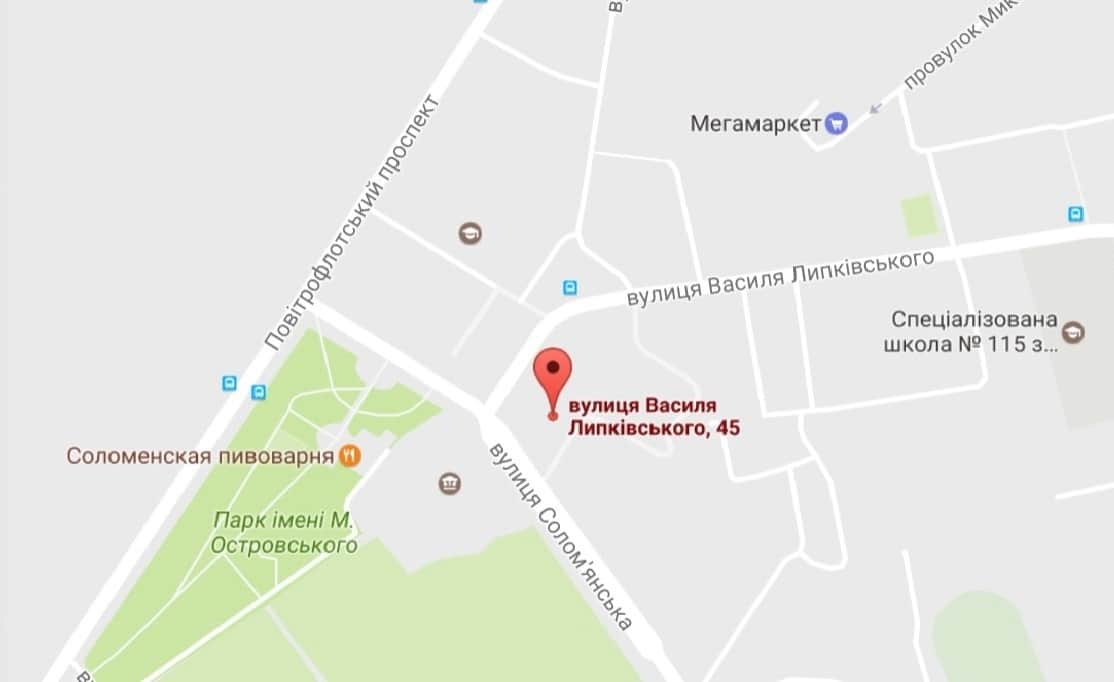 провулок
Мегамаркет
Повітрофлотський проспект
вулиця Василя Липківського
Спеціалізована
школа № 115 з...
вулиця Василя
Липківського, 45
Соломенская пивоварня
вулиця Солом'янська
Парк імені М.
Островського